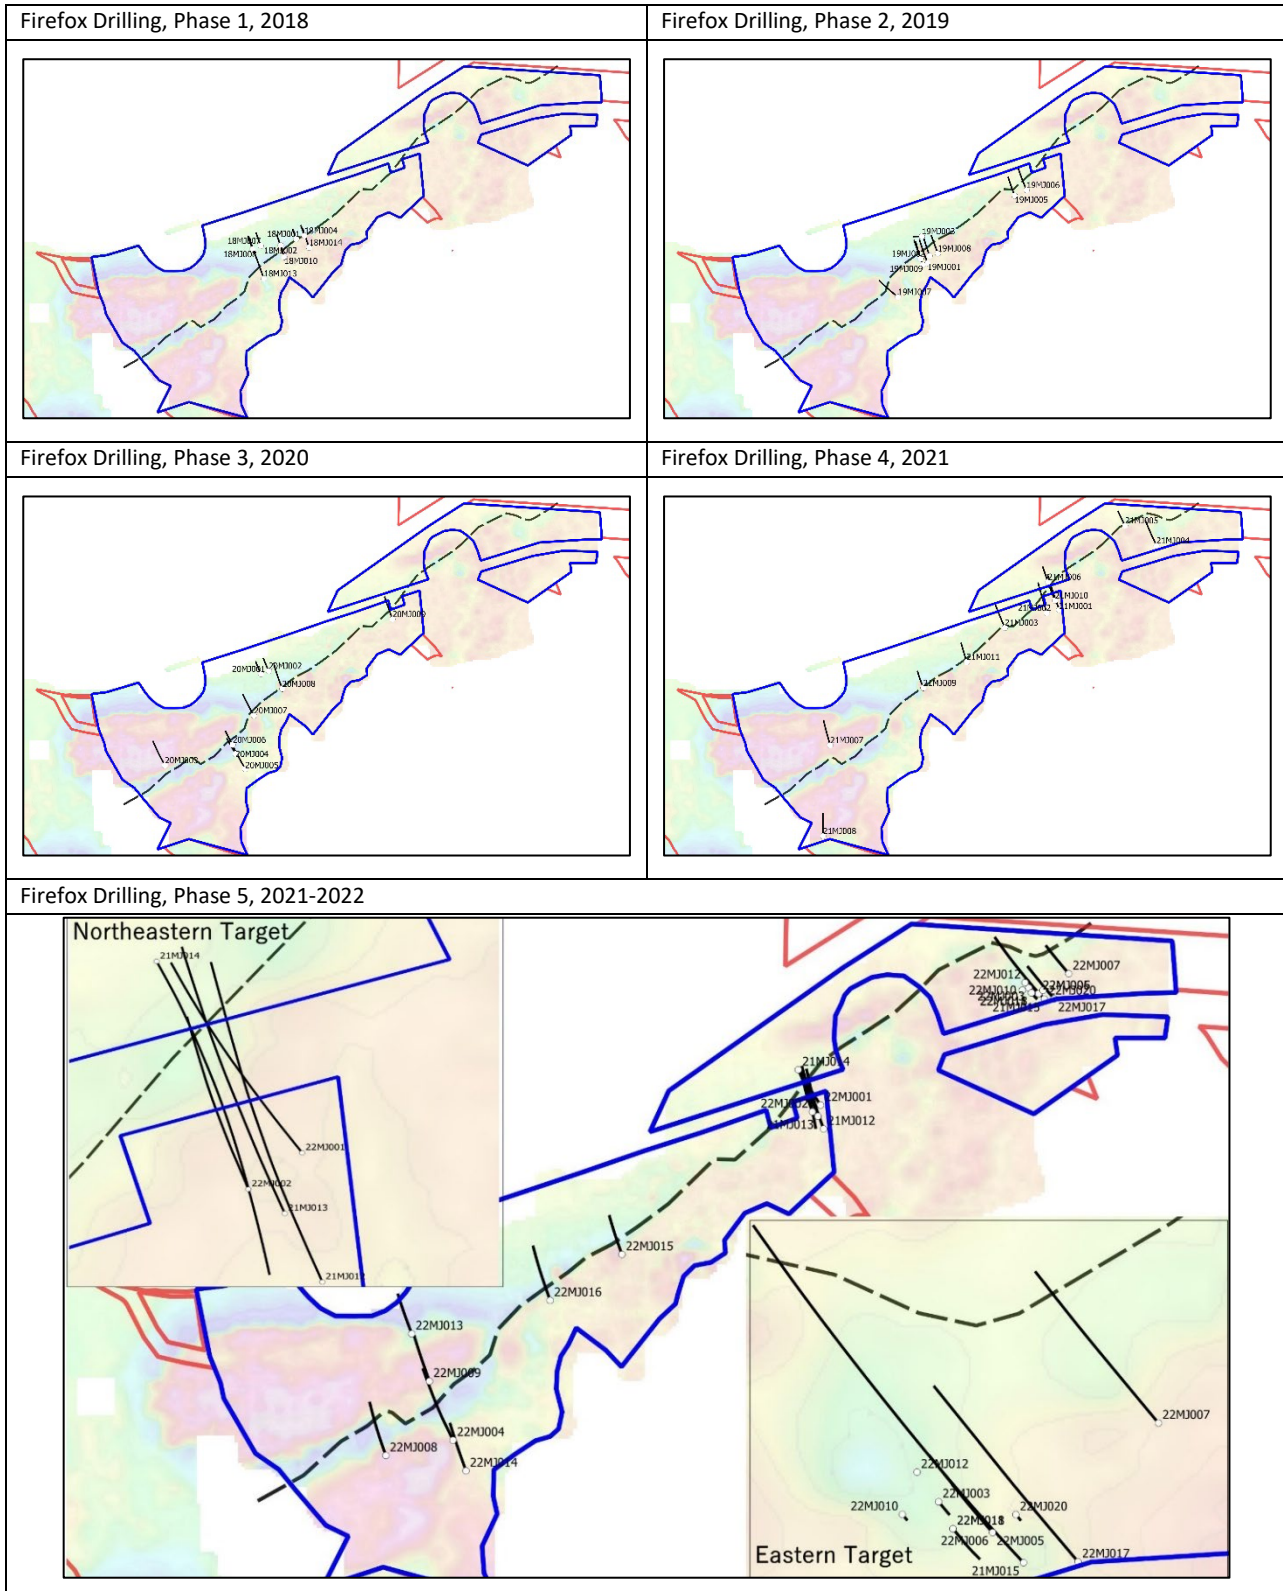 Firefox Drilling, Phase 1, 2018
Firefox Drilling, Phase 2, 2019
18MJ004
18MJ014
18MJ002
18MJ010
18MJ013
19MJ006
19MJ005
19MJ003
19MJ008
19MJ001
19MJ009
19MJ007
Firefox Drilling, Phase 3, 2020
Firefox Drilling, Phase 4, 2021
20MJ009
20MJ001
20MJ002
20MJ008
20MJ007
20MJ006
20MJ004
20MJ005
20MJ003
21MJ005
21MJ004
21MJ006
21MJ010
21MJ002
21MJ001
21MJ003
21MJ011
21MJ009
21MJ007
21MJ008
Firefox Drilling, Phase 5, 2021-2022
Northeastern Target
21MJ014
22MJ001
22MJ002
21MJ013
22MJ007
22MJ012
22MJ010
22MJ020
22MJ017
21MJ015
21MJ014
22MJ001
21MJ012
21MJ013
22MJ015
22MJ016
22MJ013
22MJ009
22MJ004
22MJ008
22MJ014
22MJ007
22MJ012
22MJ003
22MJ010
22MJ020
22MJ006
22MJ005
22MJ017
21MJ015
Eastern Target